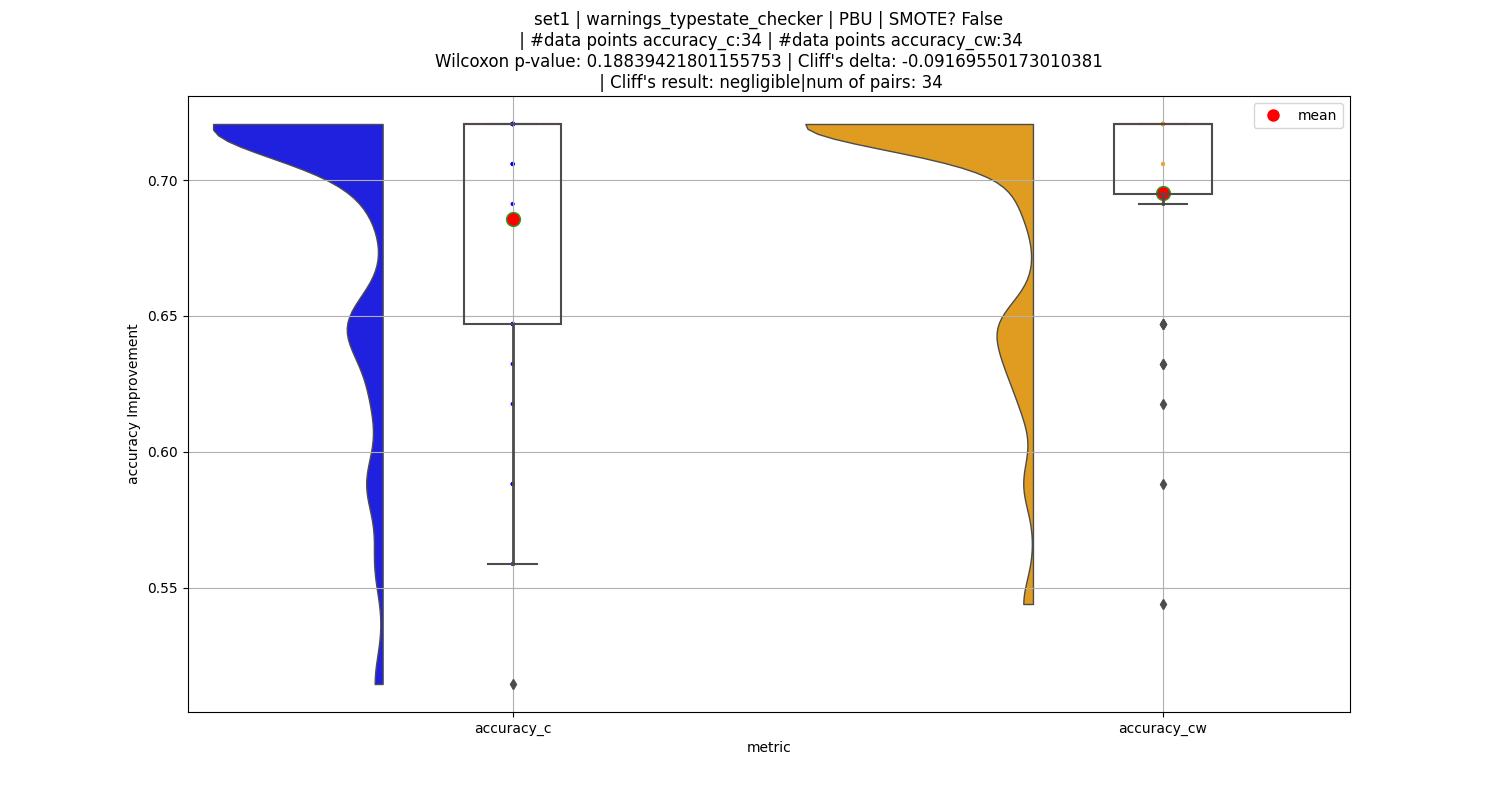 set1 | warnings_typestate_checker | PBU | SMOTE? False
| #data points accuracy_c:34 | #data points accuracy_cw:34
Wilcoxon p-value: 0.18839421801155753 | Cliff's delta: -0.09169550173010381
| Cliff's result: negligible|num of pairs: 34
mean
0.70
0.65
0.60
0.55
accuracy Improvement
accuracy_c
accuracy_cw
metric